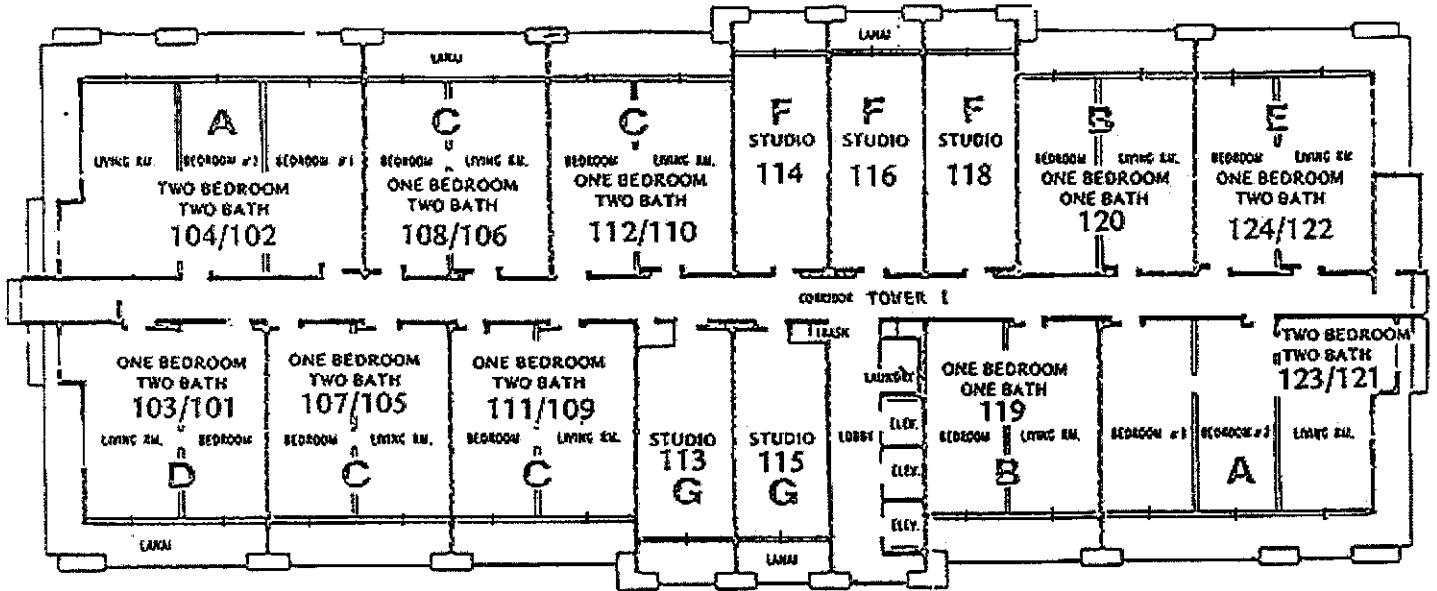 LANAI
LANAI
A
C
C
F
STUDIO
114
F
STUDIO
116
F
STUDIO
118
B
E
LIVING RM.
BEDROOM #2
BEDROOM #1
BEDROOM
LIVING RM.
BEDROOM
LIVING RM.
BEDROOM
LIVING RM.
BEDROOM
LIVING RM.
TWO BEDROOM
TWO BATH
104/102
ONE BEDROOM
TWO BATH
108/106
ONE BEDROOM
TWO BATH
112/110
ONE BEDROOM
ONE BATH
120
ONE BEDROOM
TWO BATH
124/122
CORRIDOR TOWER I
TRASH
ONE BEDROOM
TWO BATH
103/101
LIVING RM.
BEDROOM
D
ONE BEDROOM
TWO BATH
107/105
BEDROOM
LIVING RM.
C
ONE BEDROOM
TWO BATH
111/109
BEDROOM
LIVING RM.
C
STUDIO
113
G
STUDIO
115
G
LOBBY
LAUNDRY
ELEV.
ELEV.
ELEV.
ONE BEDROOM
ONE BATH
119
BEDROOM
LIVING RM.
B
TWO BEDROOM
TWO BATH
123/121
BEDROOM
BEDROOM
LIVING RM.
A
LANAI
LANAI